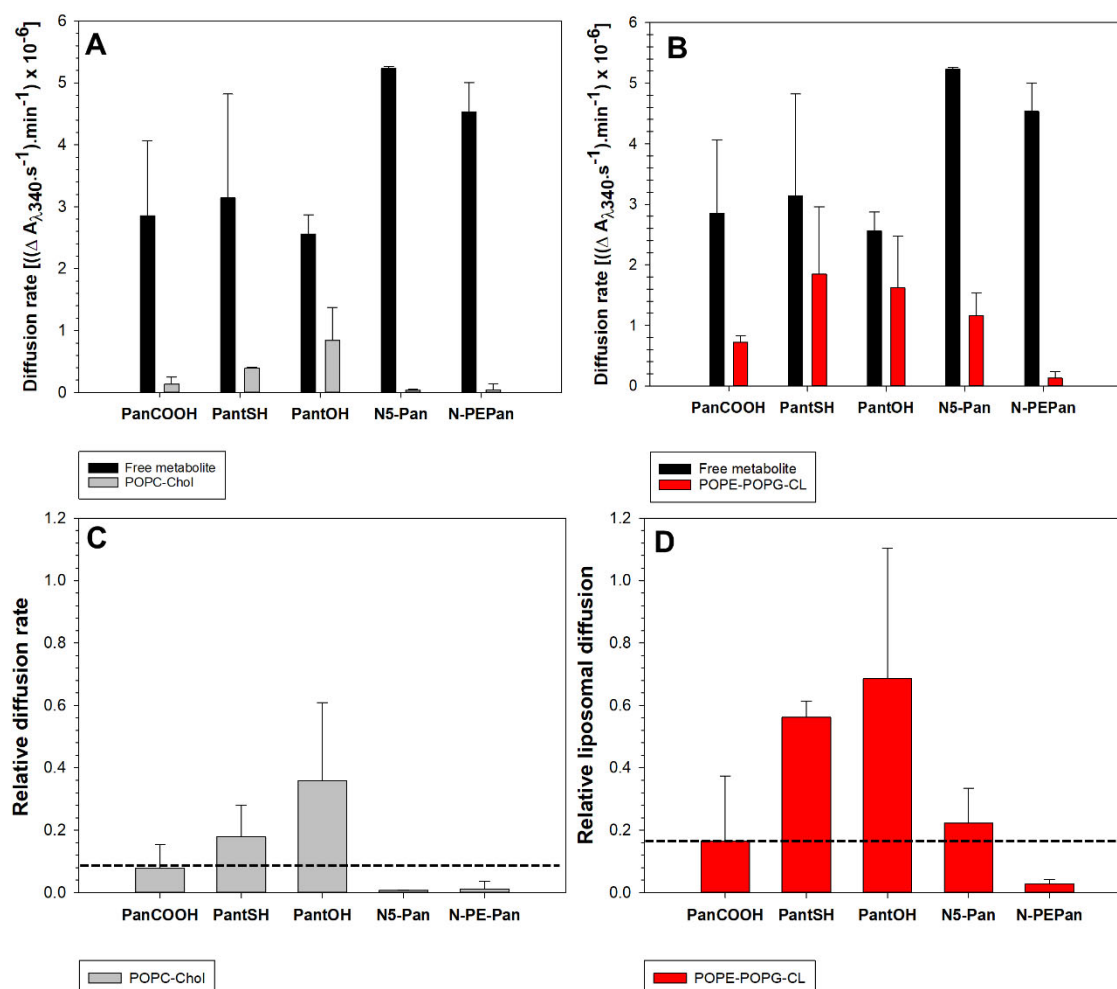 A
Diffusion rate [((Δ Aλ340.s-1).min-1) x 10-6]
6
5
4
3
2
1
0
PanCOOH PantSH PantOH N5-Pan N-PEPan
Free metabolite
POPC-Chol
B
Diffusion rate [((Δ Aλ340.s-1).min-1) x 10-6]
6
5
4
3
2
1
0
PanCOOH PantSH PantOH N5-Pan N-PEPan
Free metabolite
POPE-POPG-CL
C
Relative diffusion rate
1.2
1.0
0.8
0.6
0.4
0.2
0.0
PanCOOH PantSH PantOH N5-Pan N-PE-Pan
POPC-Chol
D
Relative liposomal diffusion
1.2
1.0
0.8
0.6
0.4
0.2
0.0
PanCOOH PantSH PantOH N5-Pan N-PEPan
POPE-POPG-CL